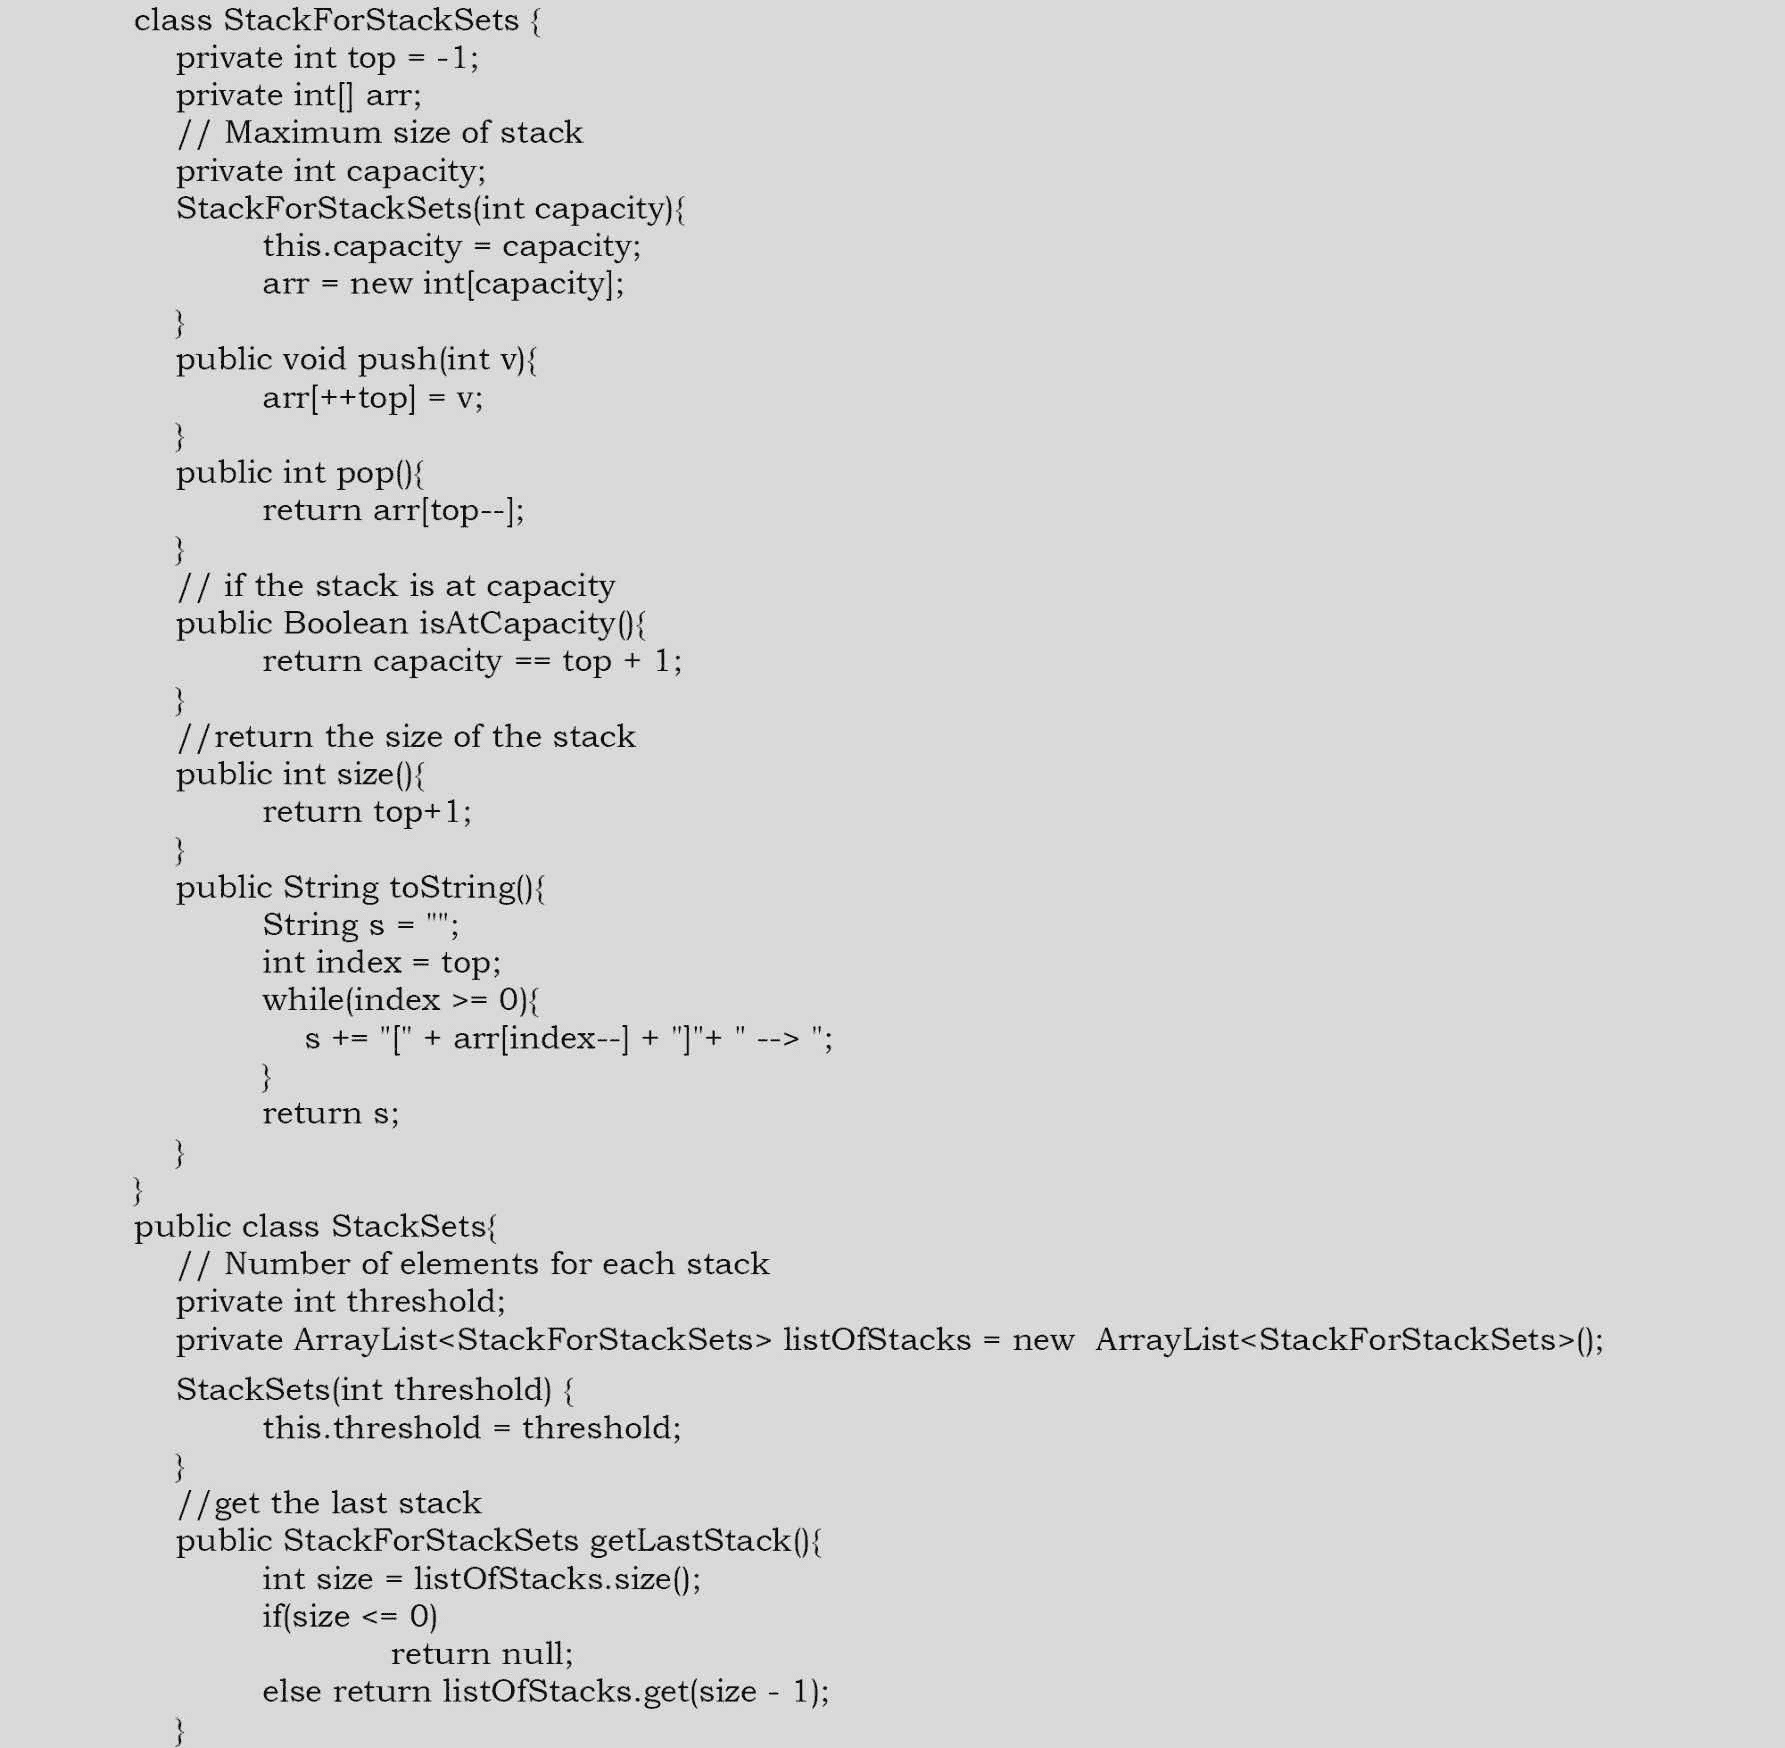 class StackForStackSets {
private int top = -1;
private int[] arr;
// Maximum size of stack
private int capacity;
StackForStackSets(int capacity){
this.capacity = capacity;
arr = new int[capacity];
}
public void push(int v){
arr[++top] = v;
}
public int pop(){
return arr[top--];
}
// if the stack is at capacity
public Boolean isAtCapacity(){
return capacity == top + 1;
}
//return the size of the stack
public int size(){
return top+1;
}
public String toString(){
String s = "";
int index = top;
while(index >= 0){
s += "[" + arr[index--] + "]"+ " --> ";
}
return s;
}
}
public class StackSets{
// Number of elements for each stack
private int threshold;
private ArrayList<StackForStackSets> listOfStacks = new  ArrayList<StackForStackSets>();
StackSets(int threshold) {
this.threshold = threshold;
}
//get the last stack
public StackForStackSets getLastStack(){
int size = listOfStacks.size();
if(size <= 0)
return null;
else return listOfStacks.get(size - 1);
}